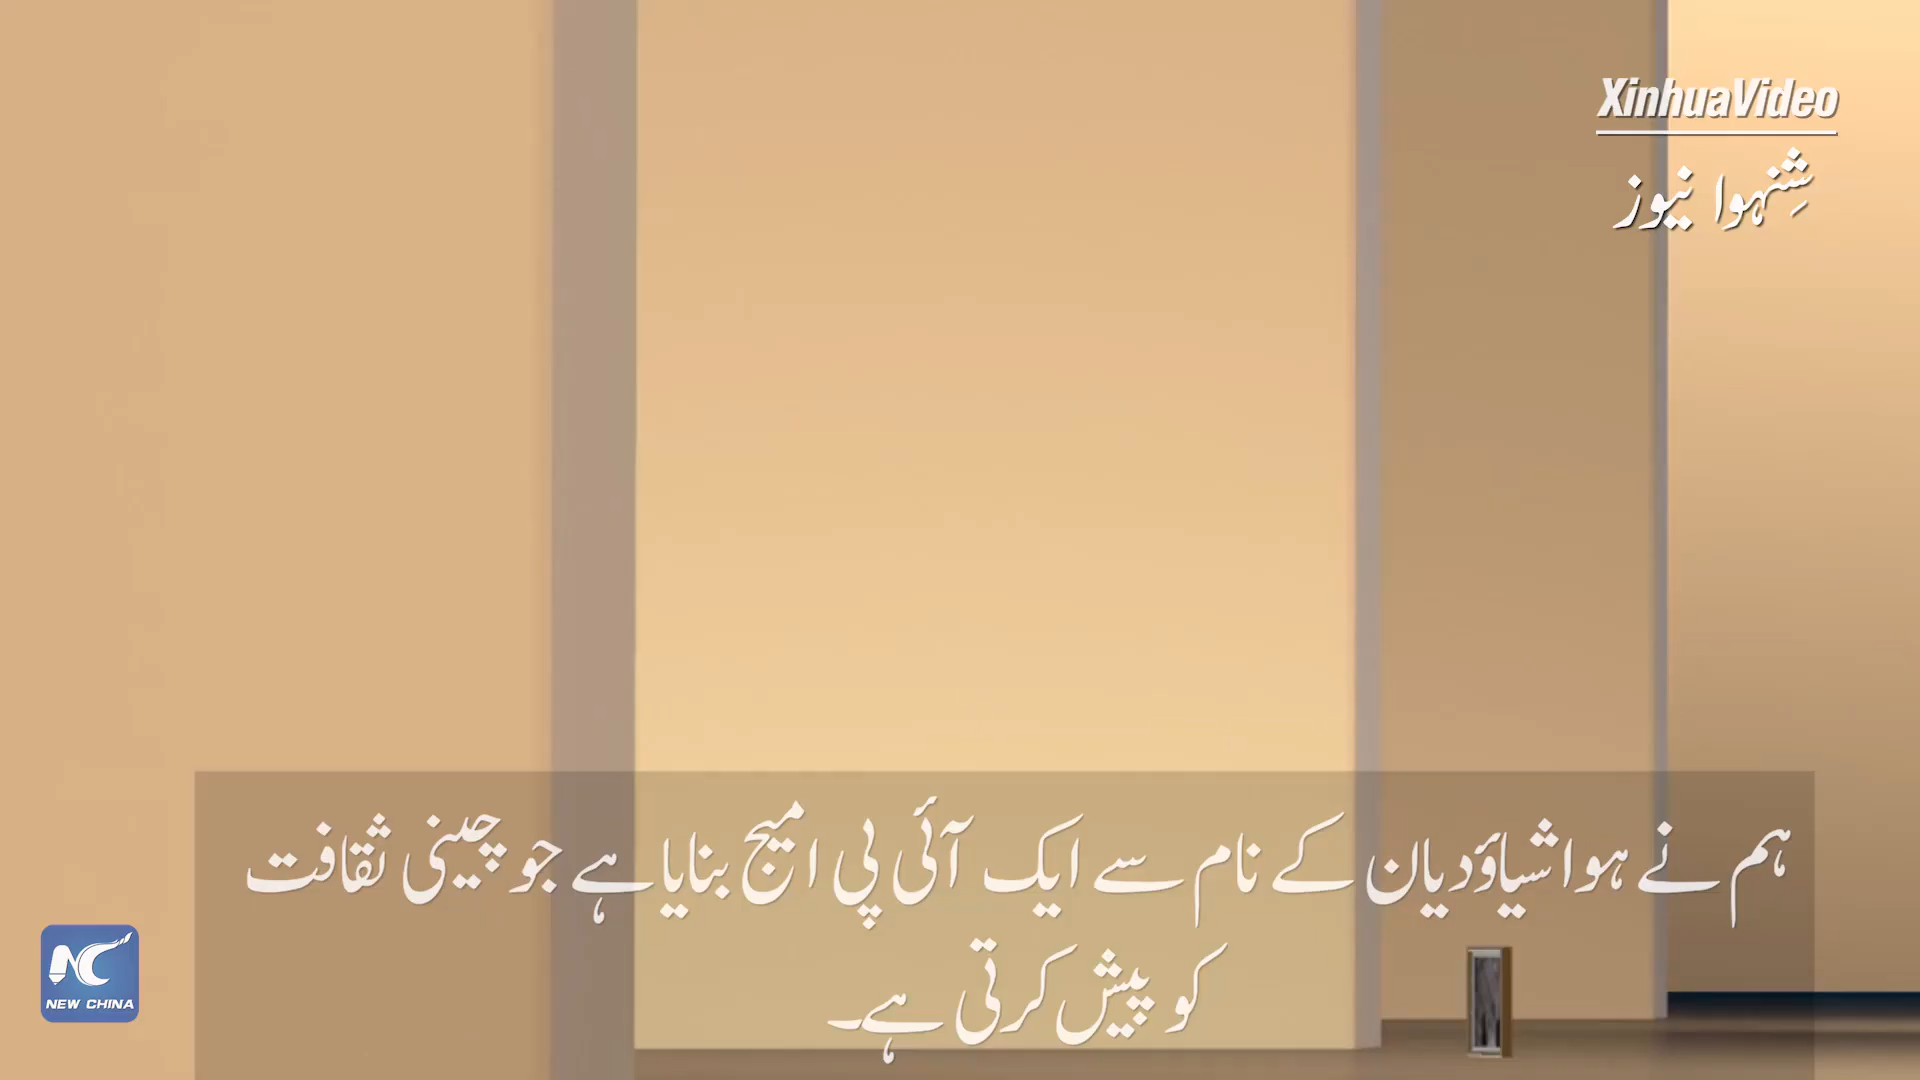 XinhuaVideo
شِنہوا نیوز
ہم نے ہواشیاؤدیان کے نام سے ایک آئی پی امیج بنایا ہے جو چینی ثقافت
کو پیش کرتی ہے۔
NEW CHINA